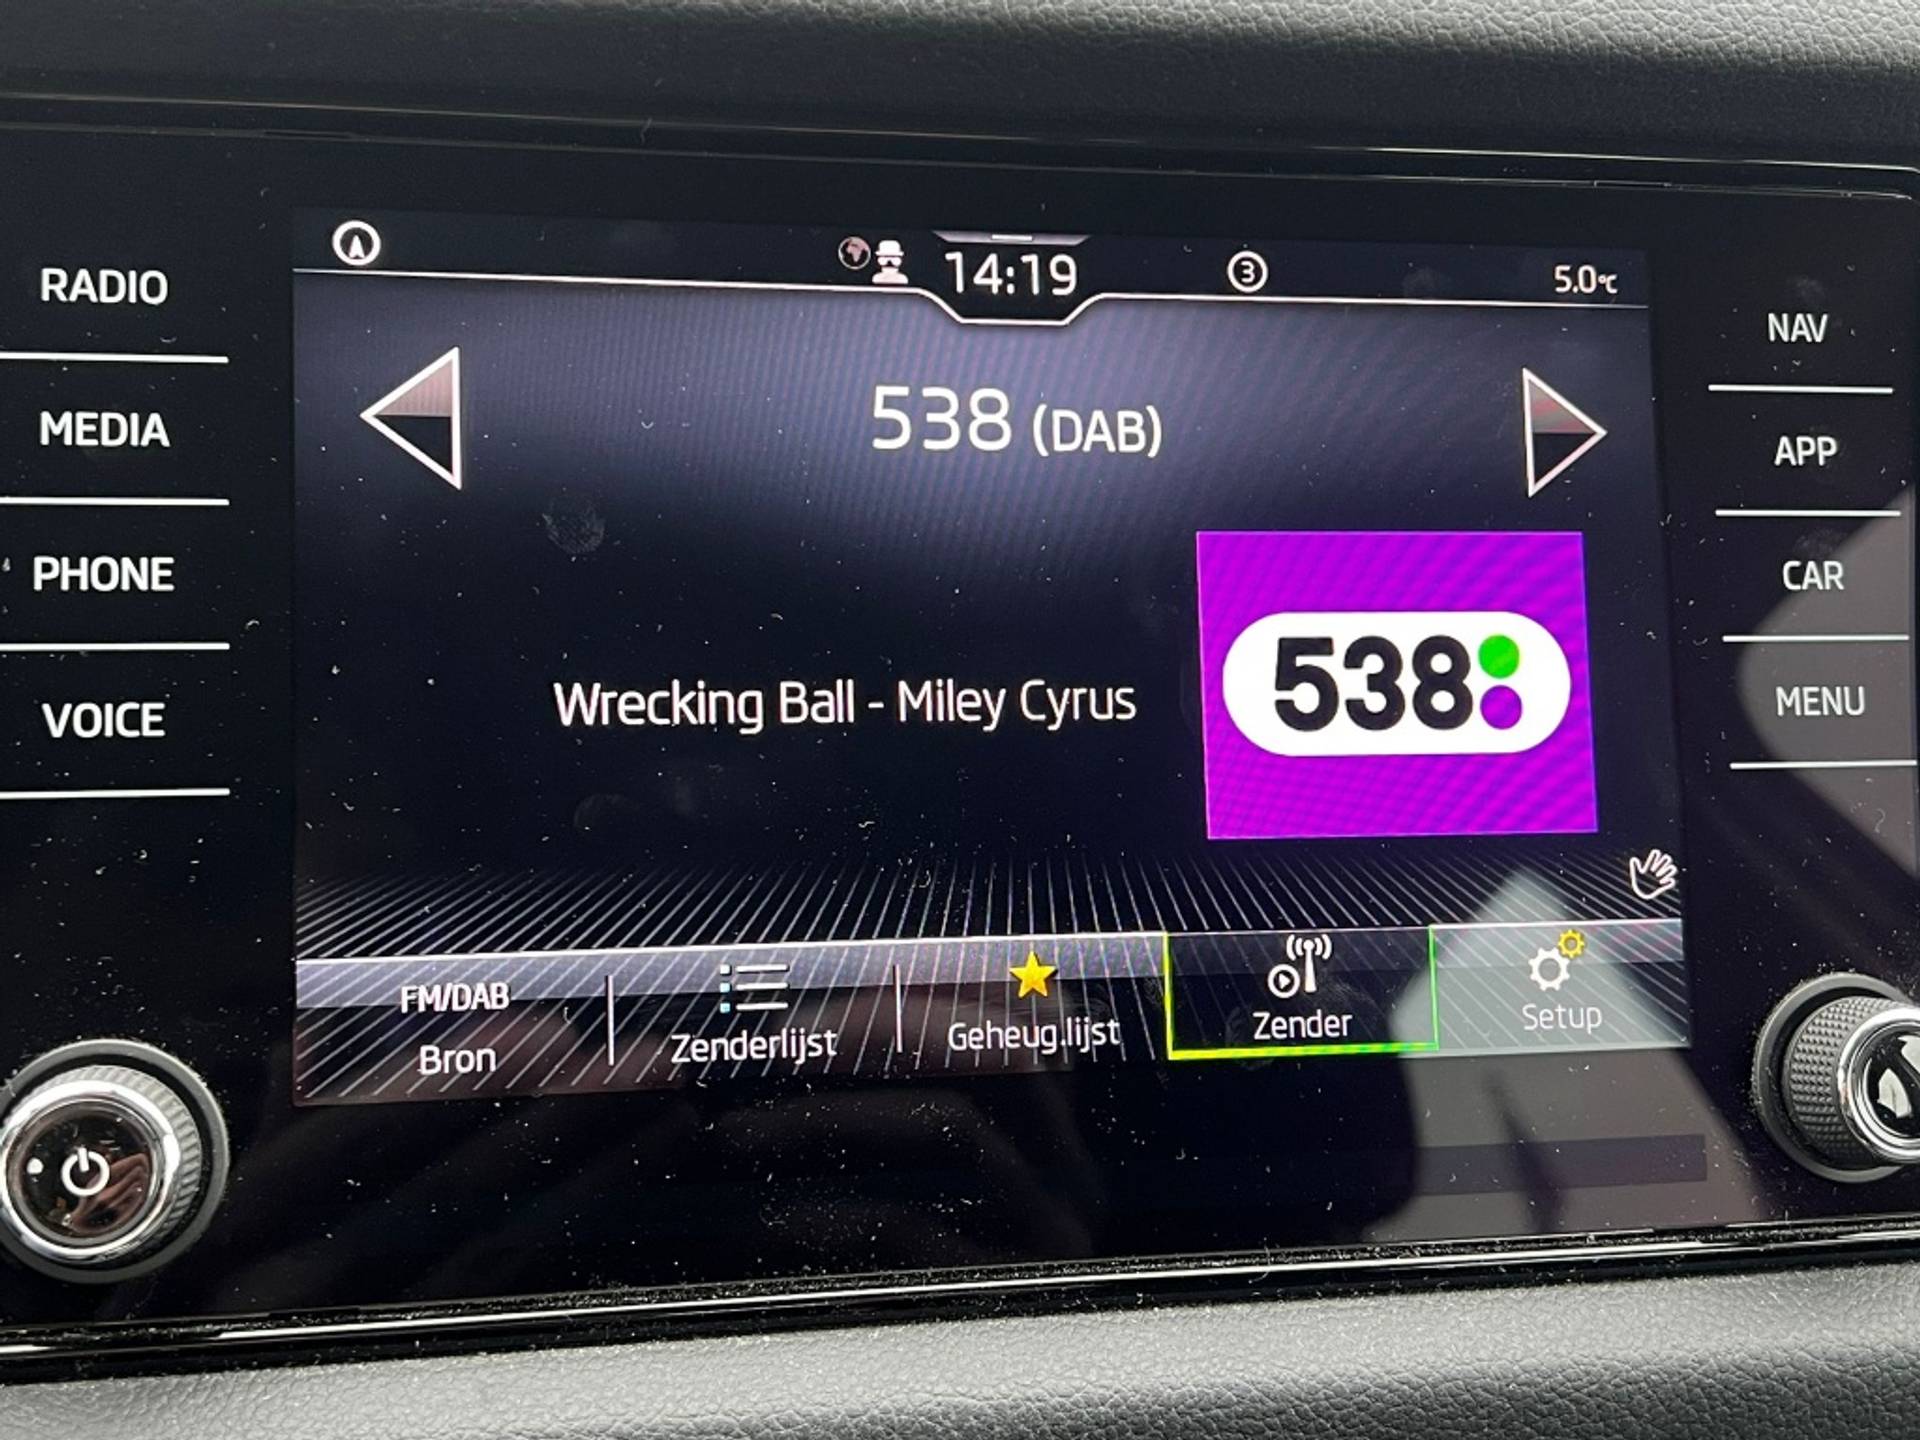 14:19
3
5.0°C
RADIO
MEDIA
PHONE
VOICE
538 (DAB)
Wrecking Ball - Miley Cyrus
538
NAV
APP
CAR
MENU
FM/DAB
Bron
Zenderlijst
Geheug.lijst
Zender
Setup